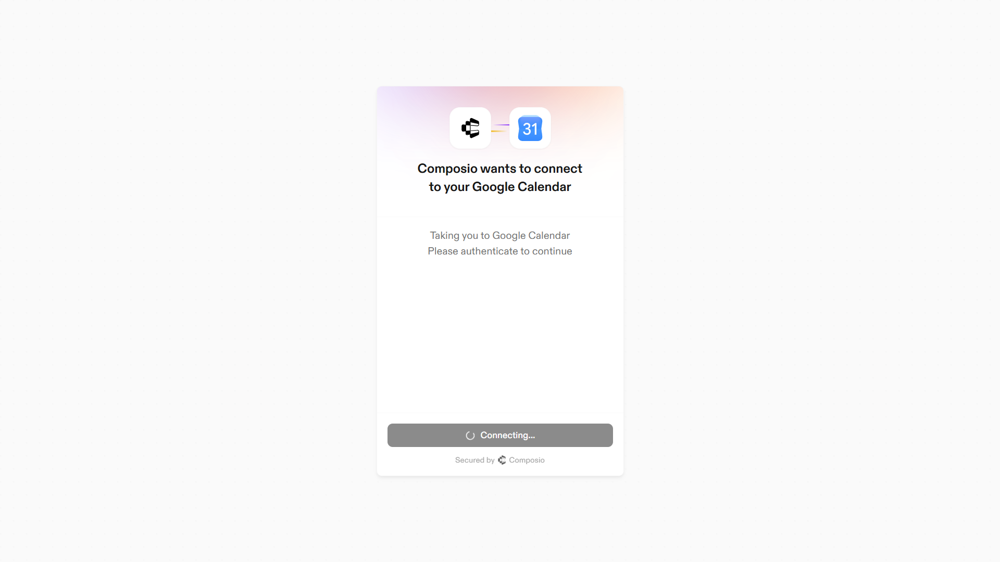 31
Composio wants to connect
to your Google Calendar
Taking you to Google Calendar
Please authenticate to continue
Connecting...
Secured by Composio